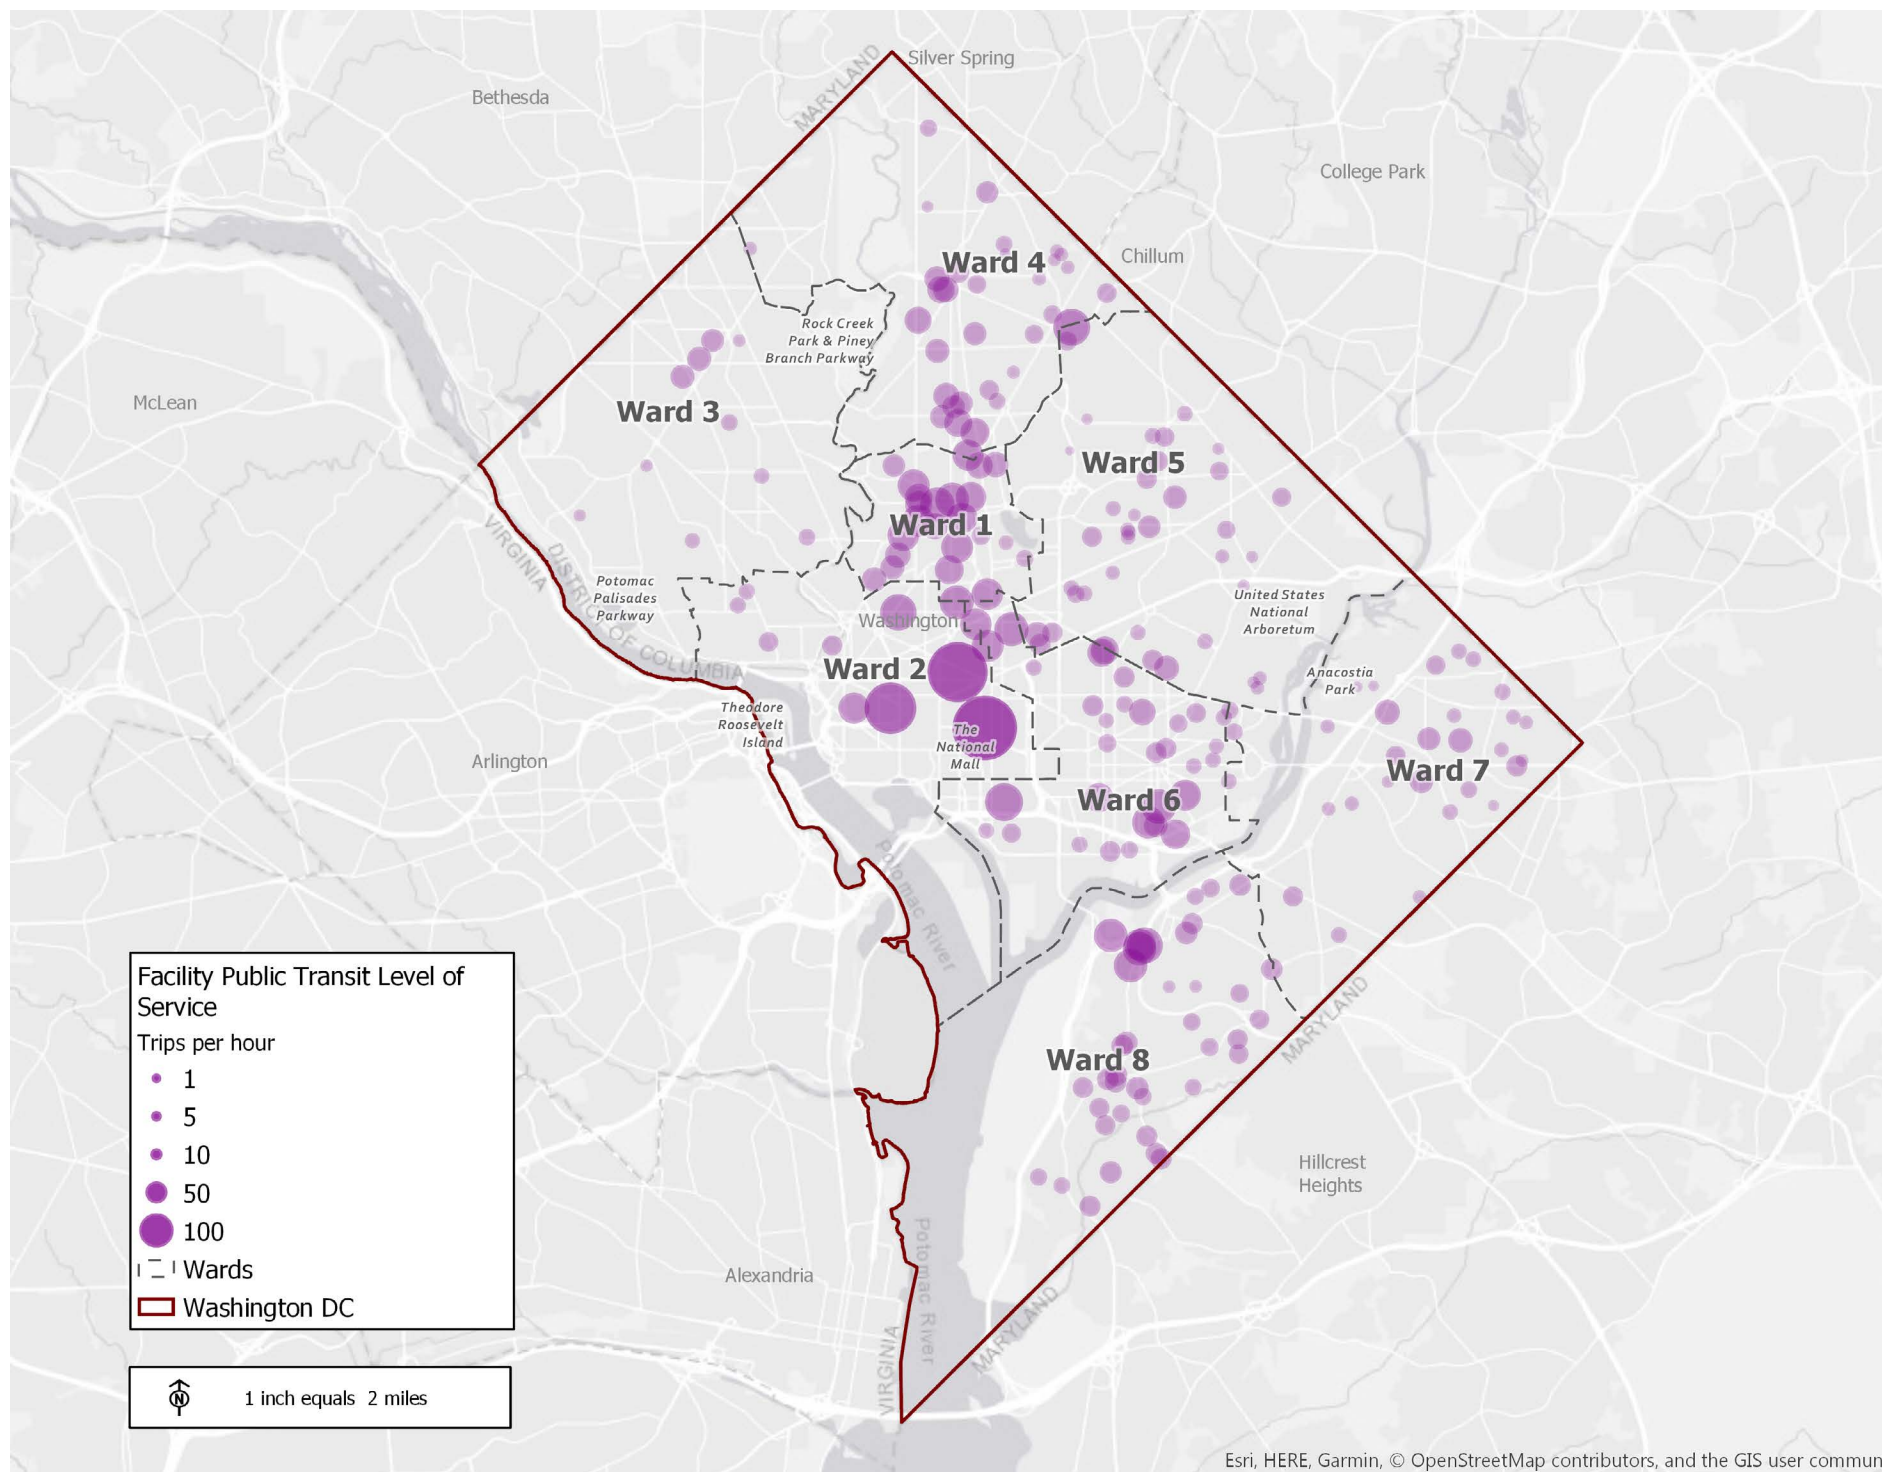 Silver Spring
MARYLAND
Bethesda
College Park
Ward 4
Chillum
Rock Creek
Park & Piney
Branch Parkway
McLean
Ward 3
Ward 5
Ward 1
VIRGINIA
DISTRICT OF COLUMBIA
Potomac
Palisades
Parkway
United States
National
Arboretum
Washington
Ward 2
Anacostia
Park
Theodore
Roosevelt
Island
The
National
Mall
Arlington
Ward 7
Ward 6
Potomac River
Facility Public Transit Level of
Service
Trips per hour
1
5
10
50
100
Wards
Washington DC
MARYLAND
Ward 8
Hillcrest
Heights
Alexandria
Potomac River
MARYLAND
VIRGINIA
N
1 inch equals 2 miles
Esri, HERE, Garmin, © OpenStreetMap contributors, and the GIS user commun